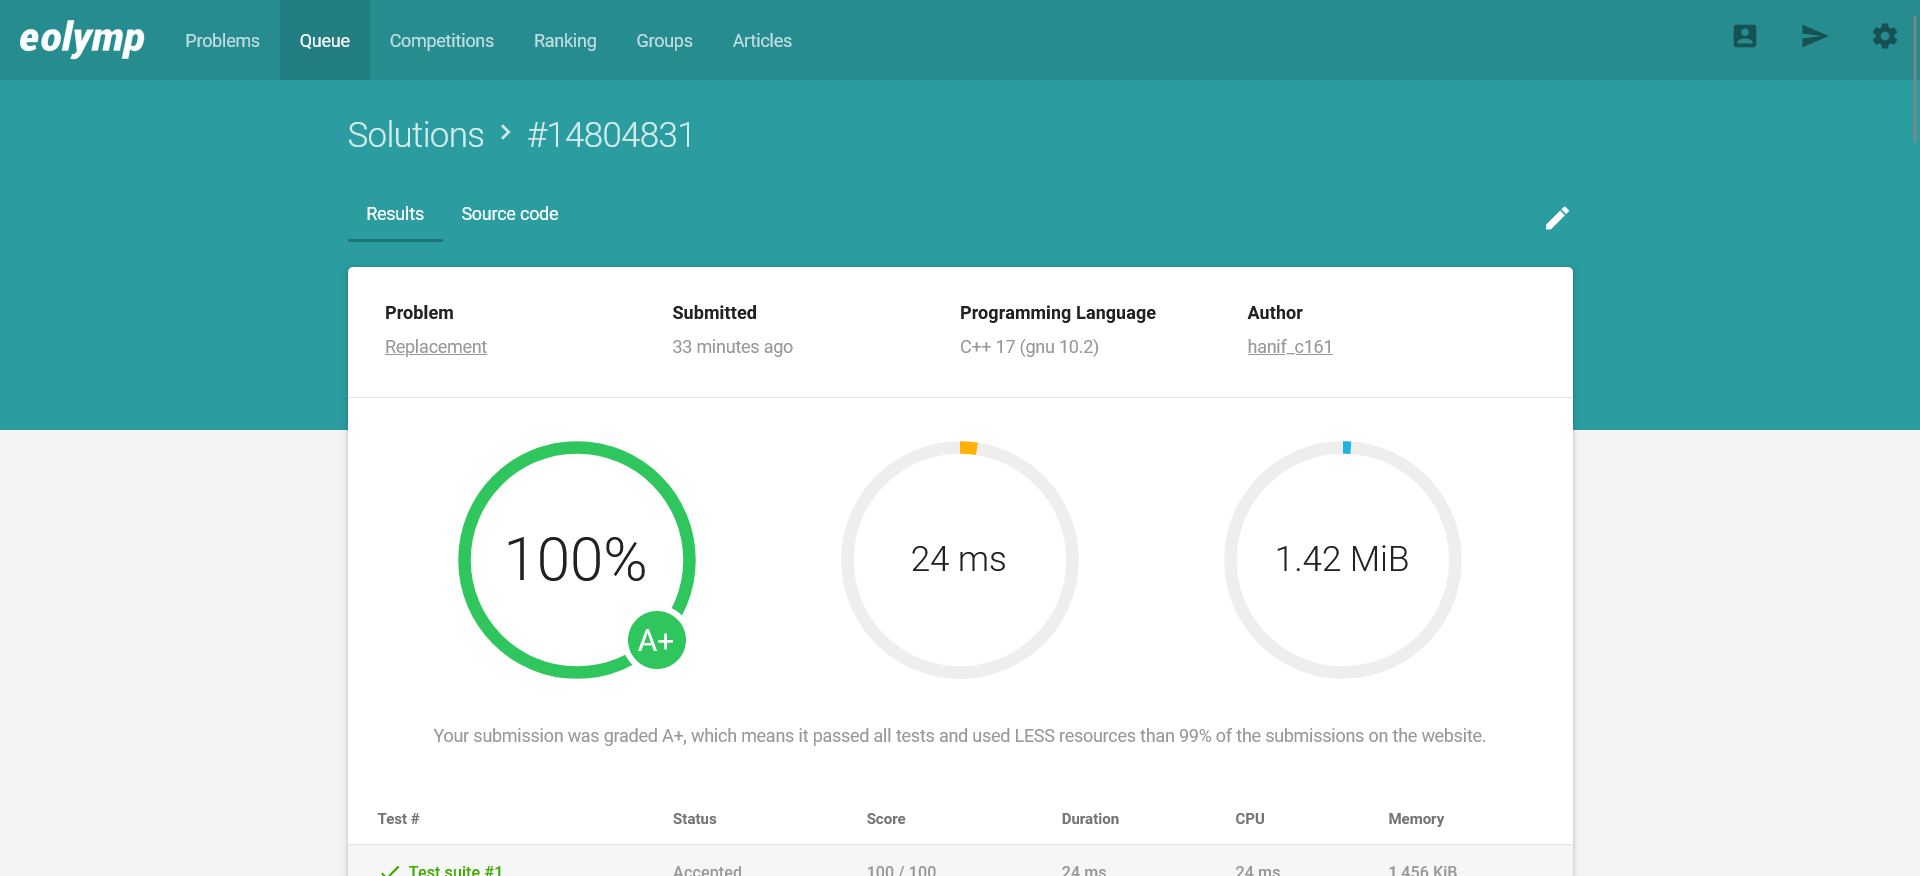 eolymp Problems Queue Competitions Ranking Groups Articles
Solutions > #14804831
Results Source code
Problem Submitted Programming Language Author
Replacement 33 minutes ago C++ 17 (gnu 10.2) hanif_c161
100% 24 ms 1.42 MiB
A+
Your submission was graded A+, which means it passed all tests and used LESS resources than 99% of the submissions on the website.
Test # Status Score Duration CPU Memory
Test suite #1 Accepted 100 / 100 24 ms 24 ms 1,456 KiB